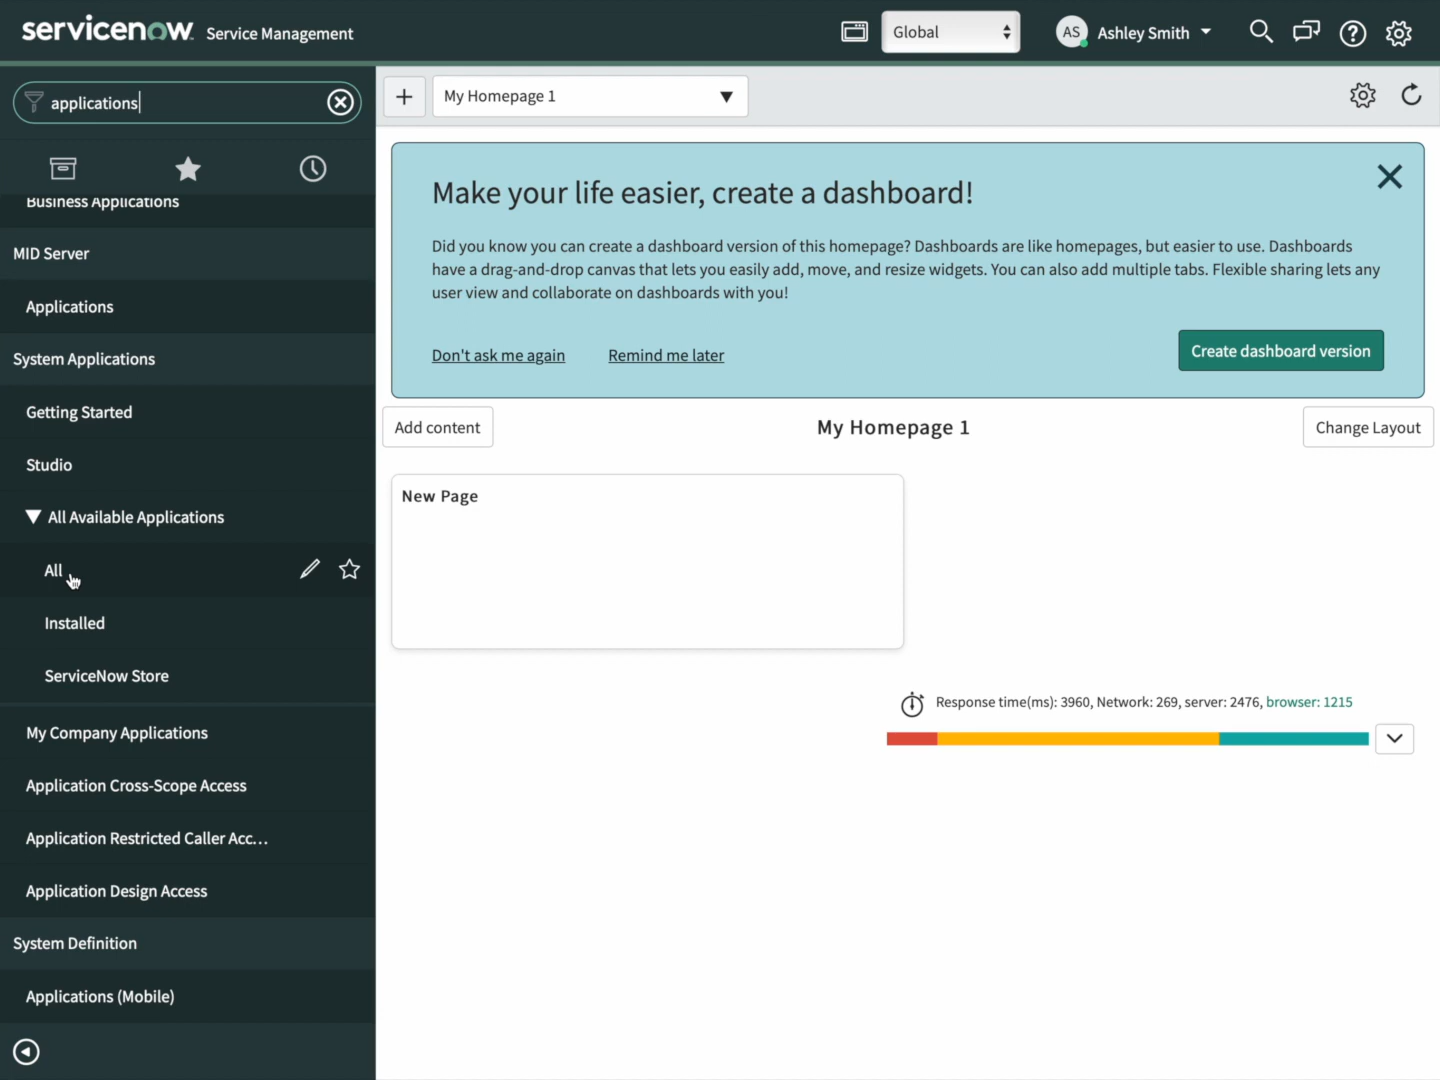 servicenow Service Management
Global
AS Ashley Smith
applications
My Homepage 1
Business Applications
MID Server
Applications
System Applications
Getting Started
Studio
All Available Applications
All
Installed
ServiceNow Store
My Company Applications
Application Cross-Scope Access
Application Restricted Caller Acc...
Application Design Access
System Definition
Applications (Mobile)
Make your life easier, create a dashboard!
Did you know you can create a dashboard version of this homepage? Dashboards are like homepages, but easier to use. Dashboards
have a drag-and-drop canvas that lets you easily add, move, and resize widgets. You can also add multiple tabs. Flexible sharing lets any
user view and collaborate on dashboards with you!
Don't ask me again Remind me later Create dashboard version
Add content My Homepage 1 Change Layout
New Page
Response time(ms): 3960, Network: 269, server: 2476, browser: 1215